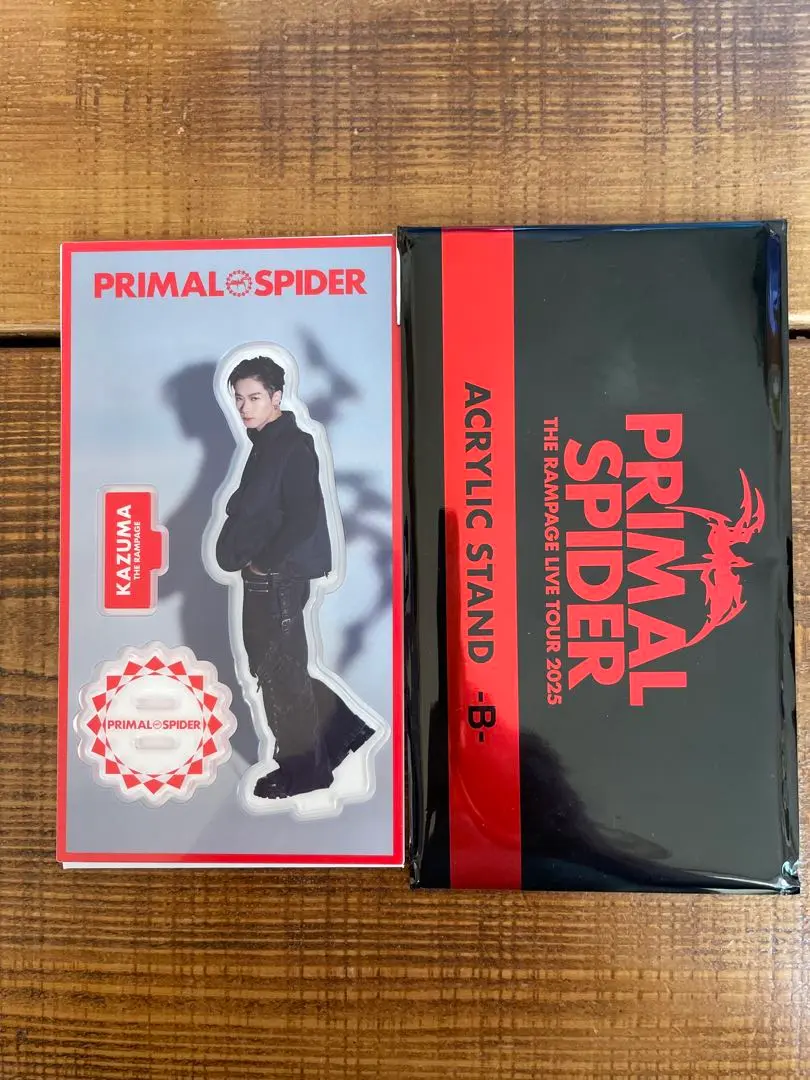 PRIMAL SPIDER
KAZUMA
THE RAMPAGE
PRIMAL SPIDER
PRIMAL
SPIDER
THE RAMPAGE LIVE TOUR 2025
ACRYLIC STAND -B-